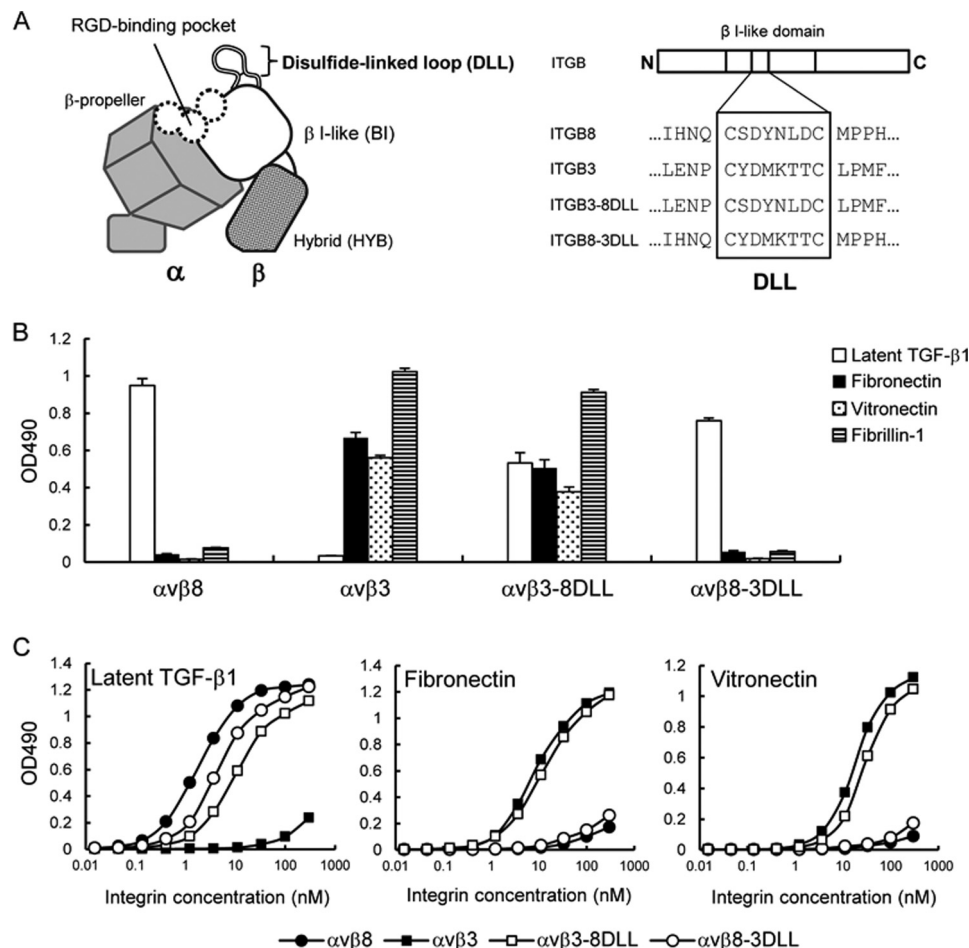 A
RGD-binding pocket
Disulfide-linked loop (DLL)
β-propeller
β I-like (BI)
Hybrid (HYB)
α
β
β I-like domain
ITGB
N
C
ITGB8 ...IHNQ CSDYNLDC MPPH...
ITGB3 ...LENP CYDMKTTC LPMF...
ITGB3-8DLL ...LENP CSDYNLDC LPMF...
ITGB8-3DLL ...IHNQ CYDMKTTC MPPH...
DLL
B
1.2
1
0.8
0.6
0.4
0.2
0
OD490
αvβ8 αvβ3 αvβ3-8DLL αvβ8-3DLL
Latent TGF-β1
Fibronectin
Vitronectin
Fibrillin-1
C
Latent TGF-β1
1.4
1.2
1
0.8
0.6
0.4
0.2
0
OD490
0.01 0.1 1 10 100 1000
Integrin concentration (nM)
Fibronectin
1.4
1.2
1
0.8
0.6
0.4
0.2
0
0.01 0.1 1 10 100 1000
Integrin concentration (nM)
Vitronectin
1.4
1.2
1
0.8
0.6
0.4
0.2
0
0.01 0.1 1 10 100 1000
Integrin concentration (nM)
αvβ8 αvβ3 αvβ3-8DLL αvβ8-3DLL